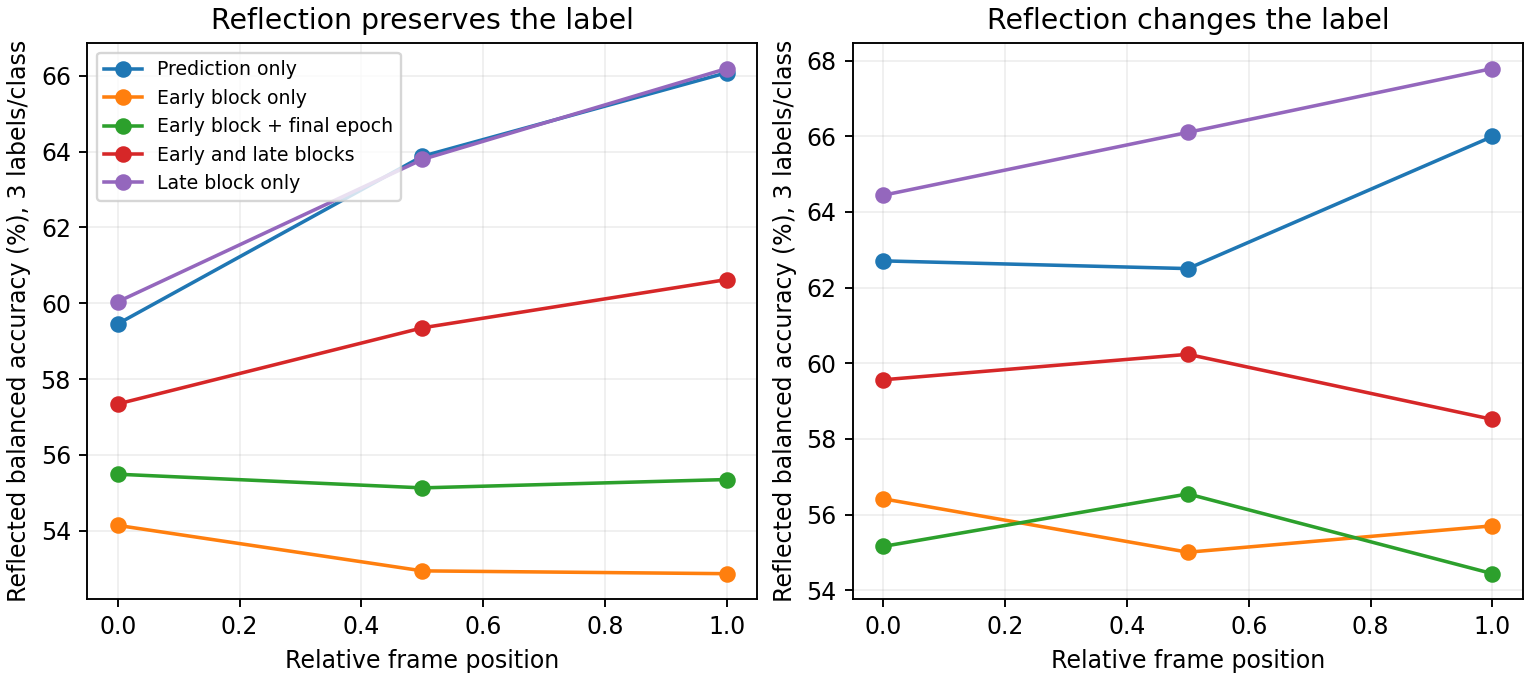 Reflection preserves the label
Reflected balanced accuracy (%), 3 labels/class
66
64
62
60
58
56
54
Prediction only
Early block only
Early block + final epoch
Early and late blocks
Late block only
0.0 0.2 0.4 0.6 0.8 1.0
Relative frame position
Reflection changes the label
Reflected balanced accuracy (%), 3 labels/class
68
66
64
62
60
58
56
54
0.0 0.2 0.4 0.6 0.8 1.0
Relative frame position